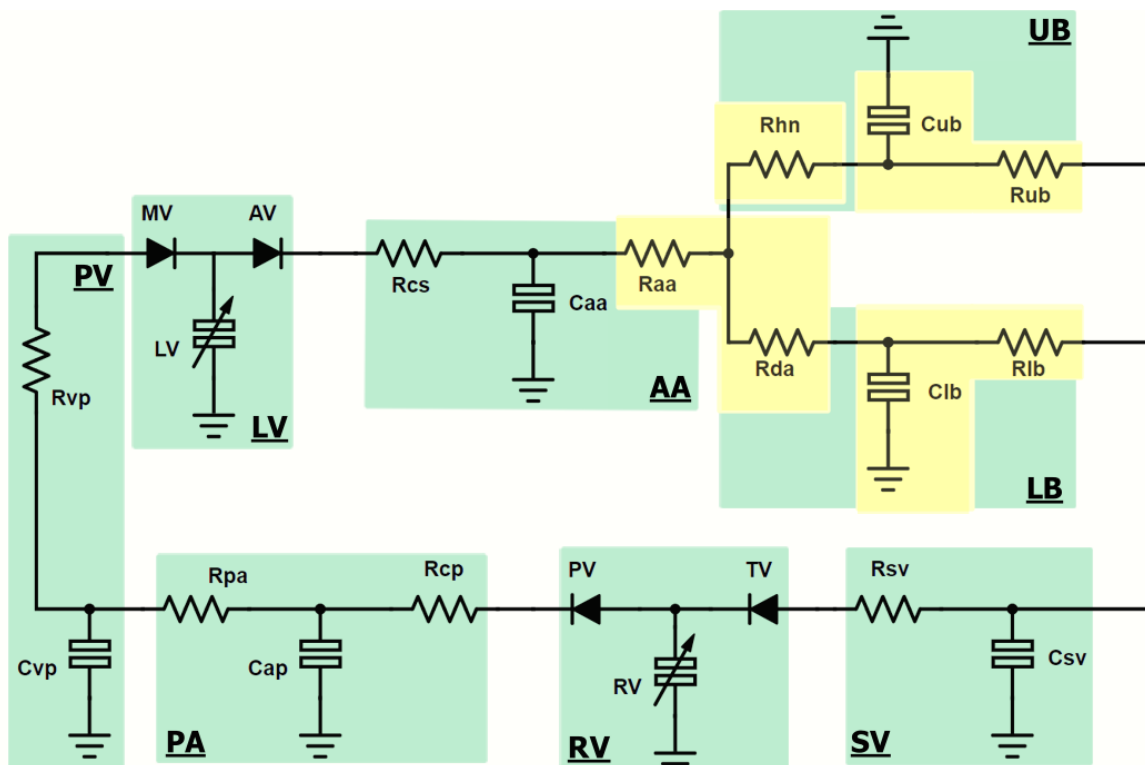 UB
Rhn
Cub
Rub
MV
AV
PV
Rcs
Caa
Raa
Rda
Rlb
Clb
LV
Rvp
LV
AA
LB
Rpa
Rcp
PV
TV
Rsv
Cvp
Cap
RV
Csv
PA
RV
SV